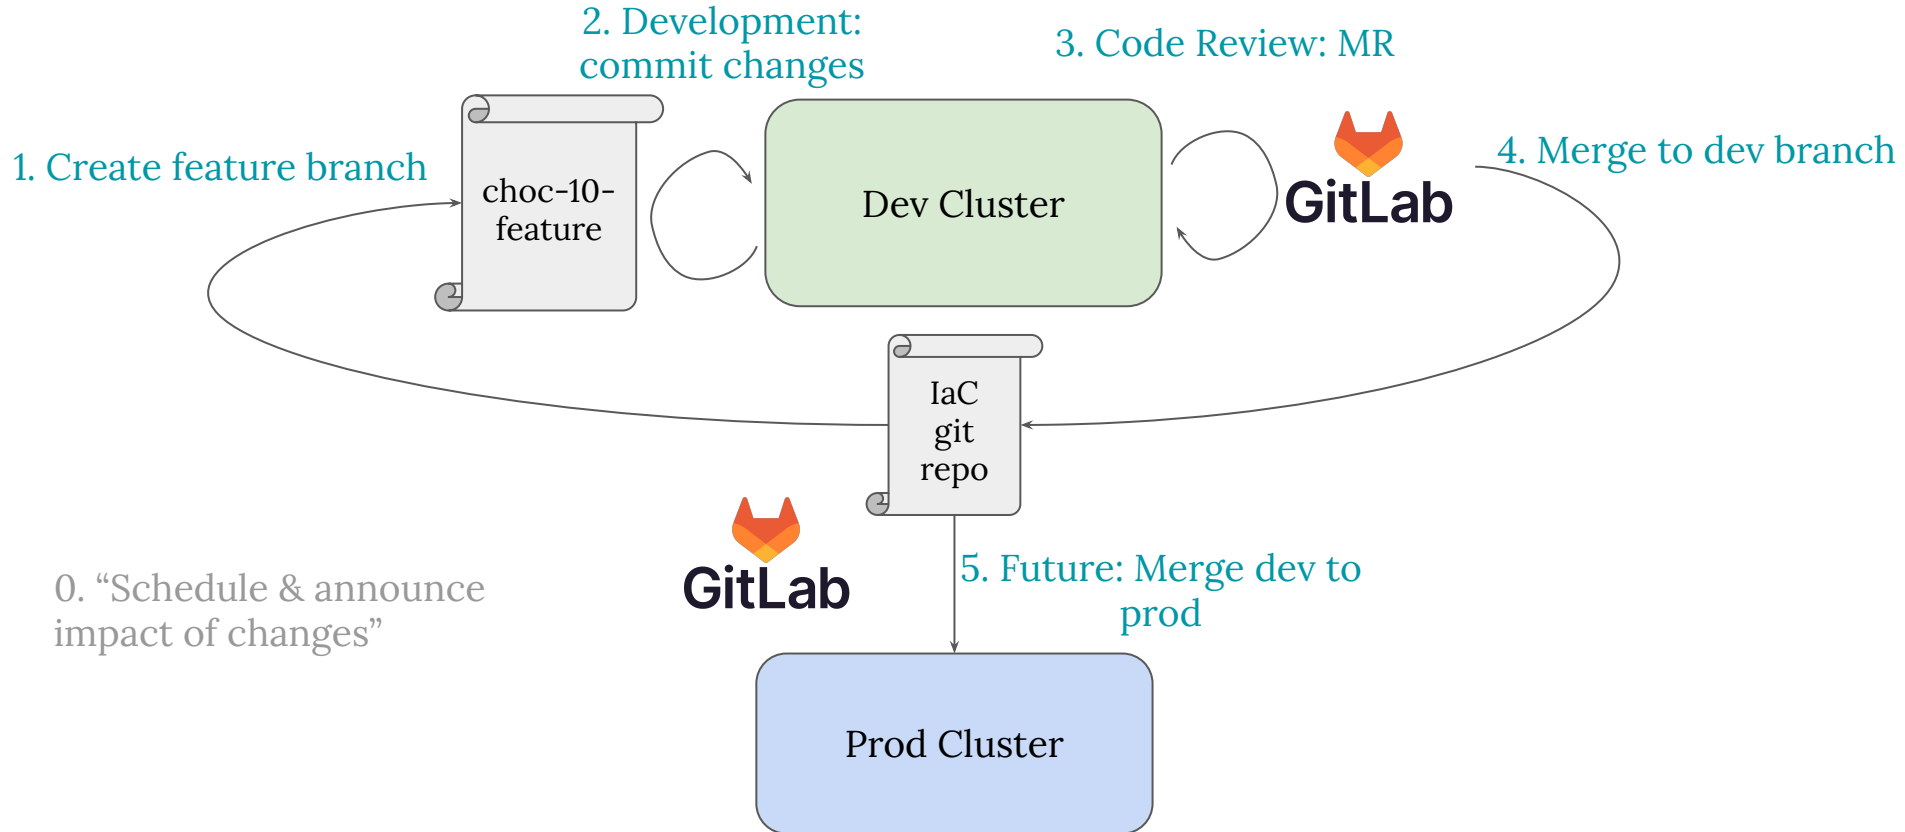 2. Development:
commit changes
3. Code Review: MR
1. Create feature branch
choc-10-
feature
Dev Cluster
GitLab
4. Merge to dev branch
IaC
git
repo
GitLab
5. Future: Merge dev to
prod
0. “Schedule & announce
impact of changes”
Prod Cluster